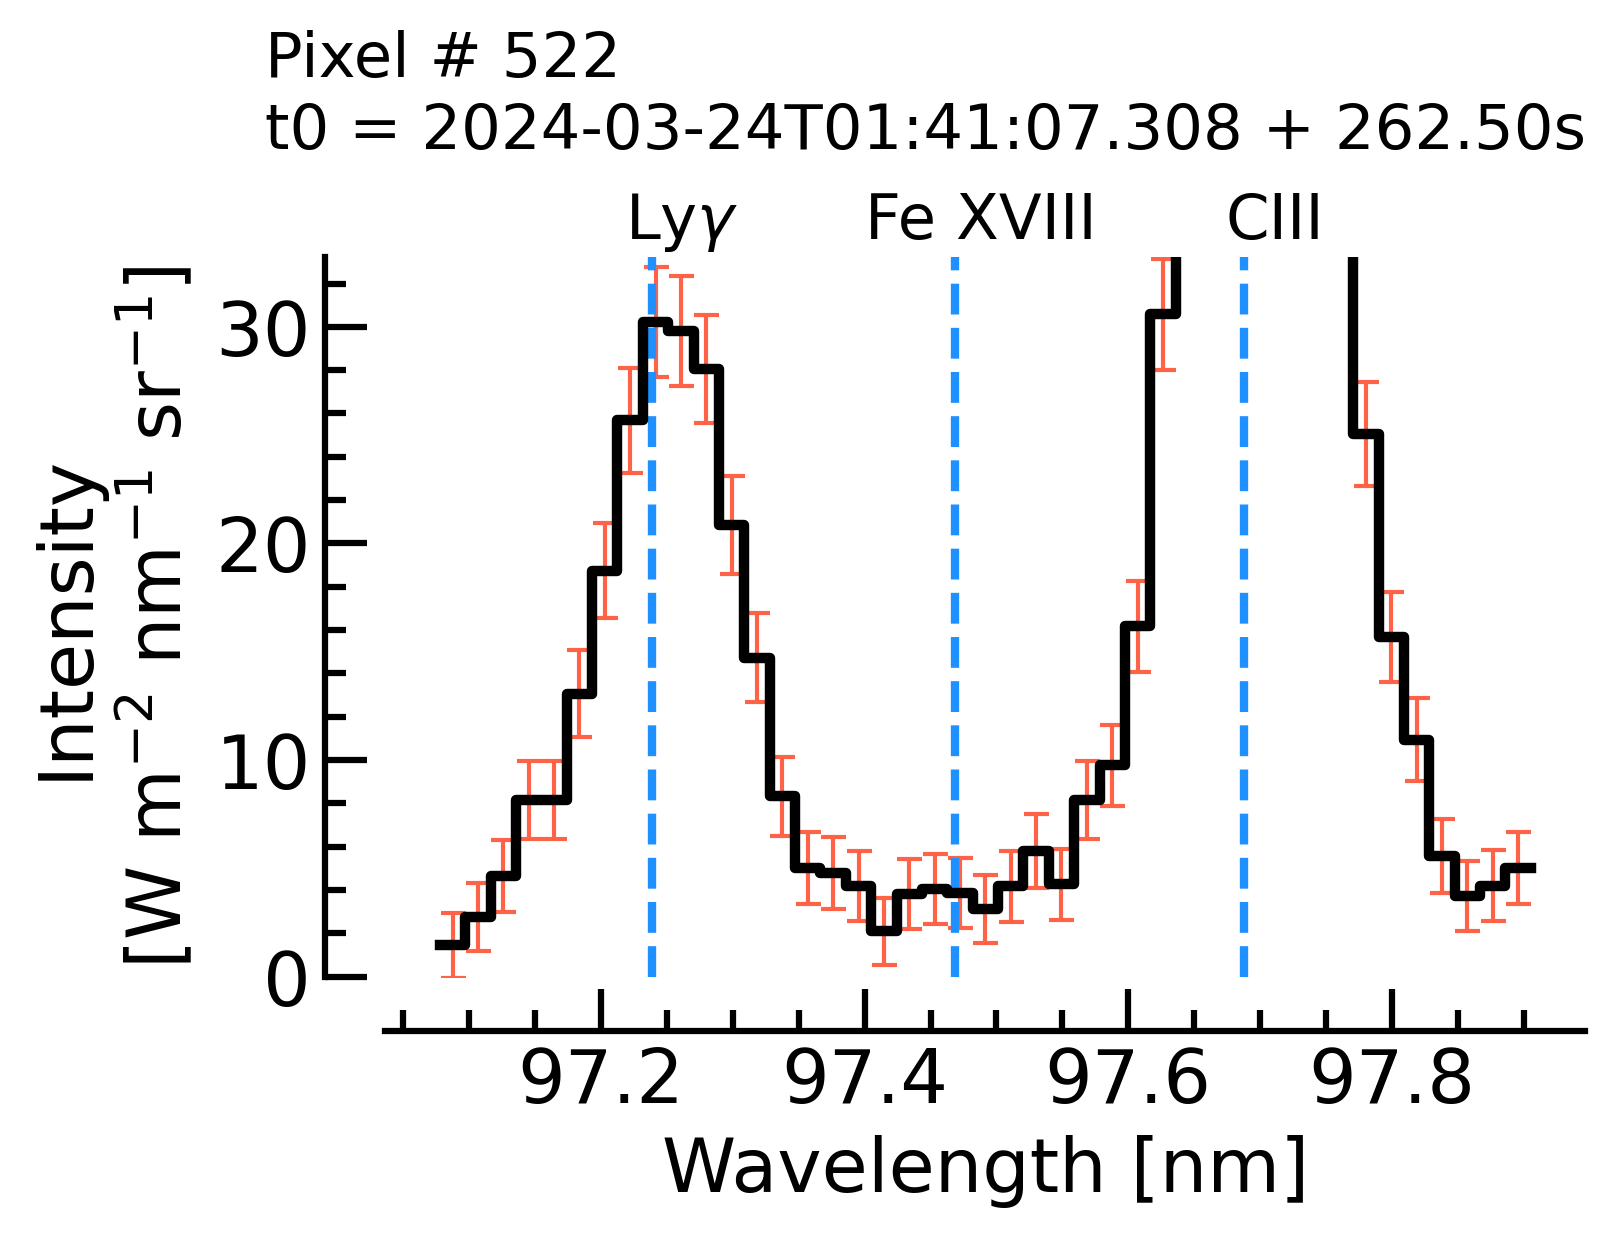 Pixel # 522
t0 = 2024-03-24T01:41:07.308 + 262.50s
Lyγ Fe XVIII CIII
Intensity
[W m⁻² nm⁻¹ sr⁻¹]
30
20
10
0
97.2 97.4 97.6 97.8
Wavelength [nm]